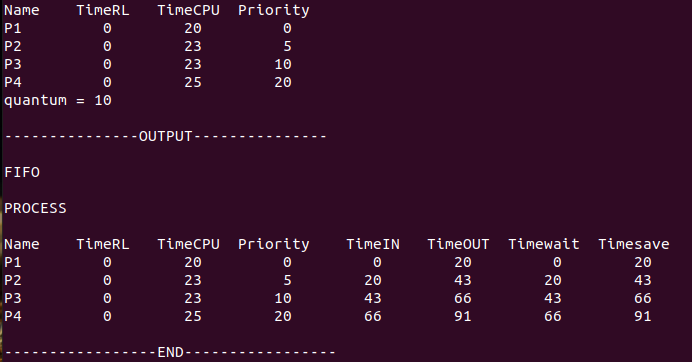 Name    TimeRL   TimeCPU  Priority
P1         0        20         0
P2         0        23         5
P3         0        23        10
P4         0        25        20
quantum = 10
---------------OUTPUT---------------
FIFO
PROCESS
Name    TimeRL   TimeCPU  Priority    TimeIN   TimeOUT  Timewait  Timesave
P1         0        20         0         0        20         0        20
P2         0        23         5        20        43        20        43
P3         0        23        10        43        66        43        66
P4         0        25        20        66        91        66        91
-----------------END-----------------